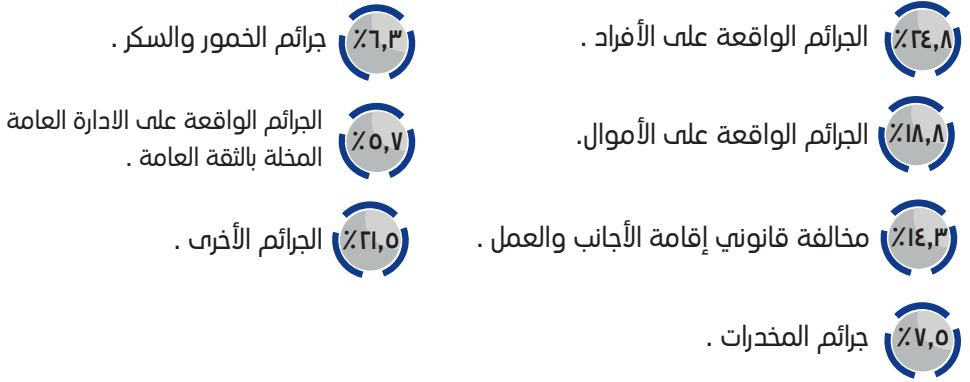 ٪٢٤,٨ الجرائم الواقعة على الأفراد .
٪١٨,٨ الجرائم الواقعة على الأموال.
٪١٤,٣ مخالفة قانوني إقامة الأجانب والعمل .
٪٧,٥ جرائم المخدرات .
٪٦,٣ جرائم الخمور والسكر .
٪٥,٧ الجرائم الواقعة على الادارة العامة
المخلة بالثقة العامة .
٪٢١,٥ الجرائم الأخرى .